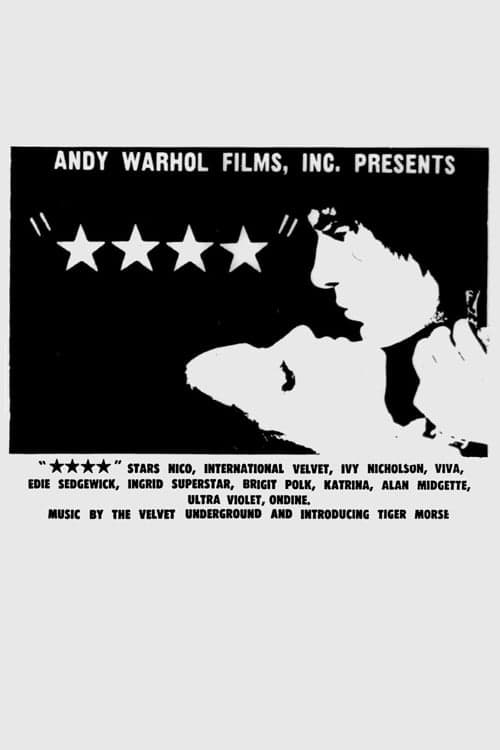 ANDY WARHOL FILMS, INC. PRESENTS
"★★★★"
"★★★★" STARS NICO, INTERNATIONAL VELVET, IVY NICHOLSON, VIVA,
EDIE SEDGEWICK, INGRID SUPERSTAR, BRIGIT POLK, KATRINA, ALAN MIDGETTE,
ULTRA VIOLET, ONDINE.
MUSIC BY THE VELVET UNDERGROUND AND INTRODUCING TIGER MORSE